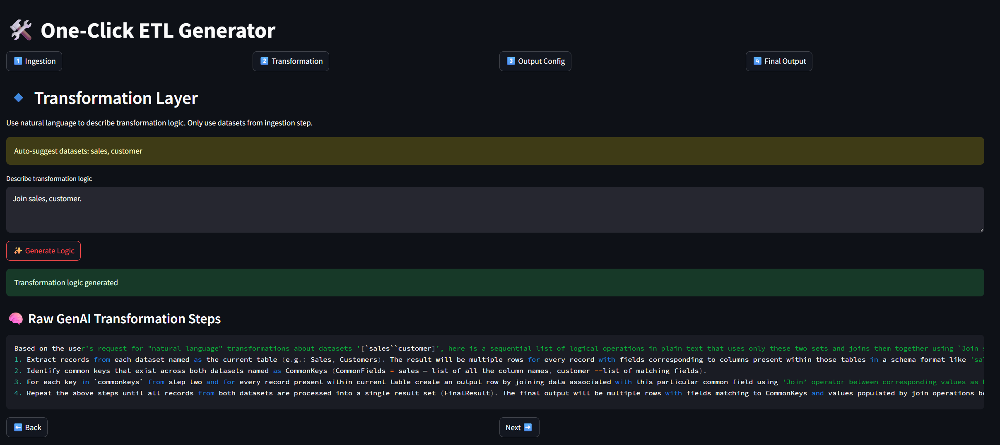 🛠️ One-Click ETL Generator
1️⃣ Ingestion
2️⃣ Transformation
3️⃣ Output Config
4️⃣ Final Output
🔹 Transformation Layer
Use natural language to describe transformation logic. Only use datasets from ingestion step.
Auto-suggest datasets: sales, customer
Describe transformation logic
Join sales, customer.
✨ Generate Logic
Transformation logic generated
🧠 Raw GenAI Transformation Steps
Based on the user's request for "natural language" transformations about datasets '[`sales``customer]', here is a sequential list of logical operations in plain text that uses only these two sets and joins them together using `Join
1. Extract records from each dataset named as the current table (e.g.: Sales, Customers). The result will be multiple rows for every record with fields corresponding to columns present within those tables in a schema format like
2. Identify common keys that exist across both datasets named as CommonKeys (CommonFields = sales – list of all the column names, customer --list of matching fields).
3. For each key in `commonkeys` from step two and for every record present within current table create an output row by joining data associated with this particular common field using 'Join’ operator between corresponding values as
4. Repeat the above steps until all records from both datasets are processed into a single result set (FinalResult). The final output will be multiple rows with fields matching to CommonKeys and values populated by join operations
⬅️ Back
Next ➡️